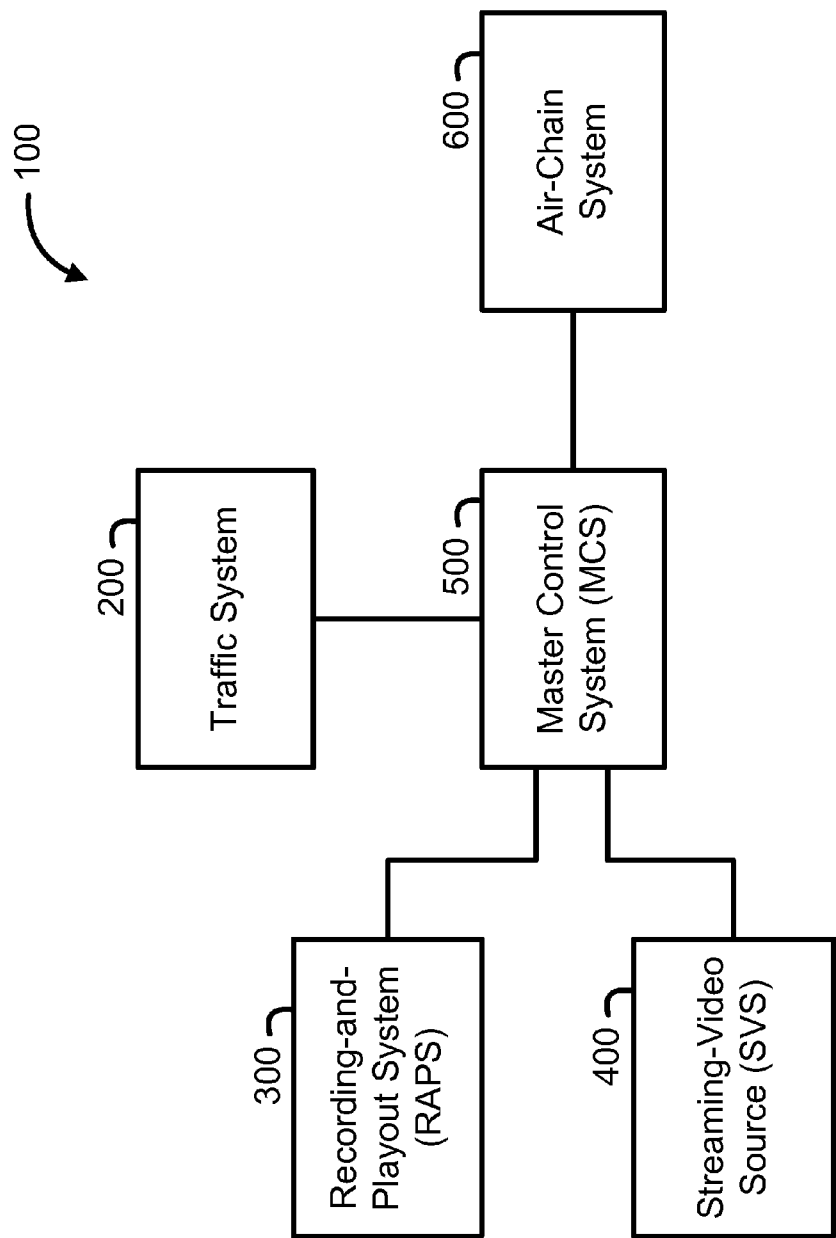 100
200
Traffic System
300
Recording-and-
Playout System
(RAPS)
500
Master Control
System (MCS)
600
Air-Chain
System
400
Streaming-Video
Source (SVS)